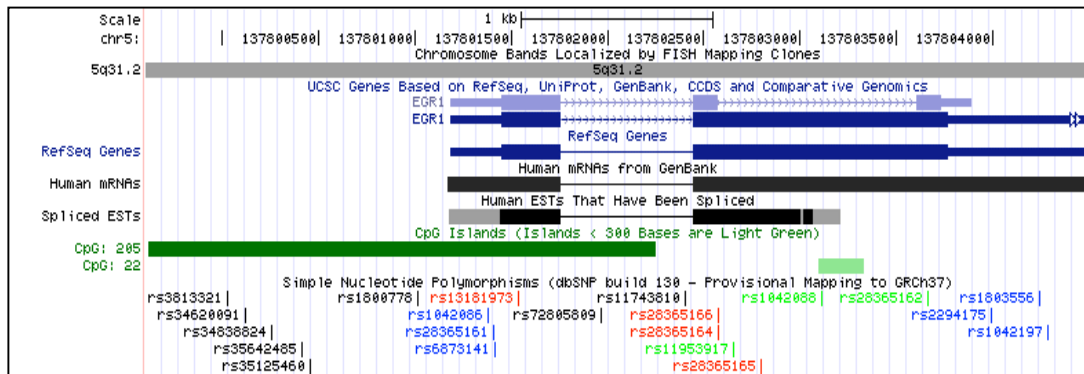 Scale 1 kb
chr5: 137800500 137801000 137801500 137802000 137802500 137803000 137803500 137804000
Chromosome Bands Localized by FISH Mapping Clones
5q31.2 5q31.2
UCSC Genes Based on RefSeq, UniProt, GenBank, CCDS and Comparative Genomics
EGR1
EGR1
RefSeq Genes
RefSeq Genes
Human mRNAs from GenBank
Human mRNAs
Human ESTs That Have Been Spliced
Spliced ESTs
CpG Islands (Islands < 300 Bases are Light Green)
CpG: 205
CpG: 22
Simple Nucleotide Polymorphisms (dbSNP build 130 - Provisional Mapping to GRCh37)
rs3813321 rs1800778 rs13181973 rs11743810 rs1042088 rs28365162 rs1803556
rs34620091 rs1042086 rs72805809 rs28365166 rs2294175
rs34838824 rs28365161 rs28365164 rs1042197
rs35642485 rs6873141 rs11953917
rs35125460 rs28365165